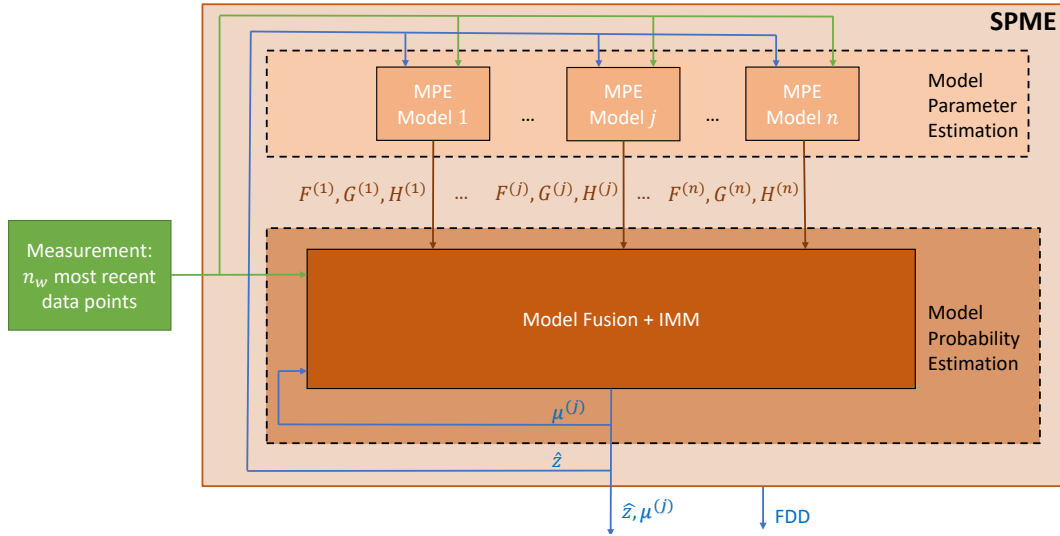 SPME
MPE
Model 1
...
MPE
Model j
...
MPE
Model n
Model
Parameter
Estimation
F^{(1)}, G^{(1)}, H^{(1)} ... F^{(j)}, G^{(j)}, H^{(j)} ... F^{(n)}, G^{(n)}, H^{(n)}
Measurement:
n_w most recent
data points
Model Fusion + IMM
Model
Probability
Estimation
μ^{(j)}
ẑ
ẑ, μ^{(j)}
FDD